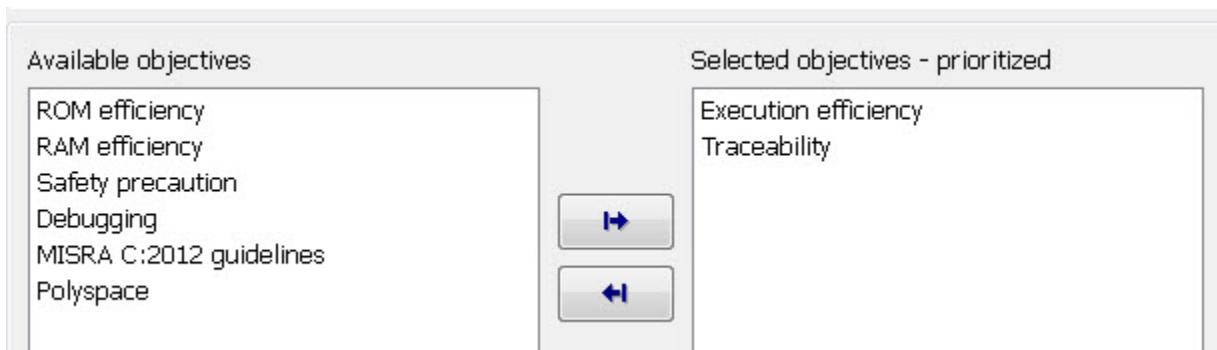 Available objectives
ROM efficiency
RAM efficiency
Safety precaution
Debugging
MISRA C:2012 guidelines
Polyspace
Selected objectives - prioritized
Execution efficiency
Traceability